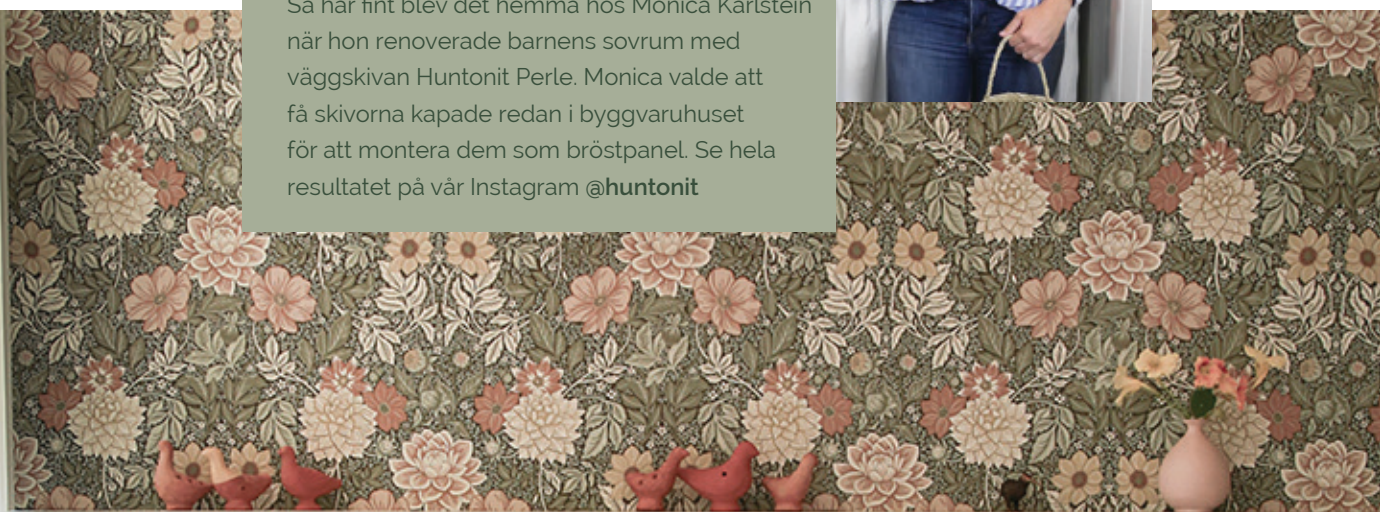 Så här fint blev det hemma hos Monica Karlstein
när hon renoverade barnens sovrum med
väggskivan Huntonit Perle. Monica valde att
få skivorna kapade redan i byggvaruhuset
för att montera dem som bröstpanel. Se hela
resultatet på vår Instagram @huntonit